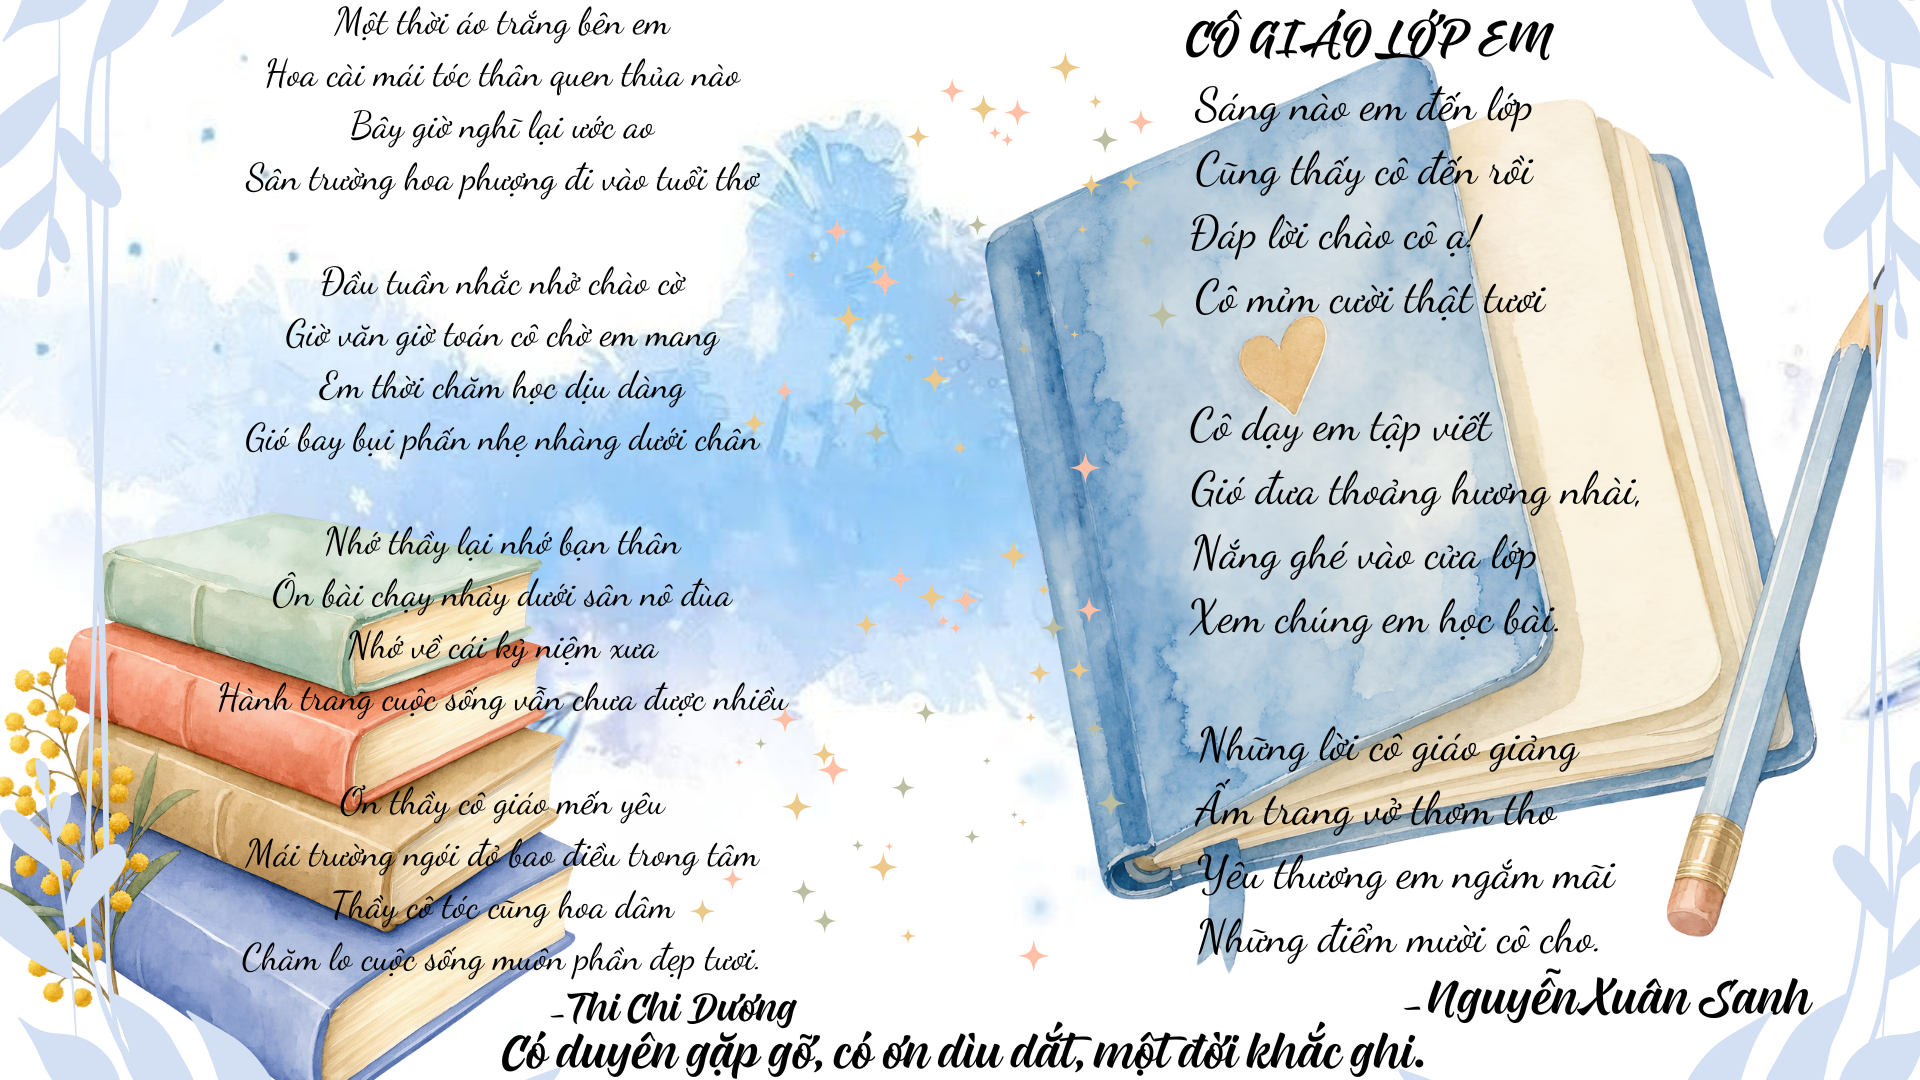 Một thời áo trắng bên em
Hoa cài mái tóc thân quen thủa nào
Bây giờ nghĩ lại ước ao
Sân trường hoa phượng đi vào tuổi thơ
Đầu tuần nhắc nhở chào cờ
Giờ văn giờ toán cô chờ em mang
Em thời chăm học dịu dàng
Gió bay bụi phấn nhẹ nhàng dưới chân
Nhớ thầy lại nhớ bạn thân
Ôn bài chạy nhảy dưới sân nô đùa
Nhớ về cái kỷ niệm xưa
Hành trang cuộc sống vẫn chưa được nhiều
Ơn thầy cô giáo mến yêu
Mái trường ngói đỏ bao điều trong tâm
Thầy cô tóc cũng hoa dâm
Chăm lo cuộc sống muôn phần đẹp tươi.
_Thi Chi Dương
CÔ GIÁO LỚP EM
Sáng nào em đến lớp
Cũng thấy cô đến rồi
Đáp lời chào cô ạ!
Cô mỉm cười thật tươi
Cô dạy em tập viết
Gió đưa thoảng hương nhài,
Nắng ghé vào cửa lớp
Xem chúng em học bài.
Những lời cô giáo giảng
Ấm trang vở thơm tho
Yêu thương em ngắm mãi
Những điểm mười cô cho.
_NguyễnXuân Sanh
Có duyên gặp gỡ, có ơn dìu dắt, một đời khắc ghi.